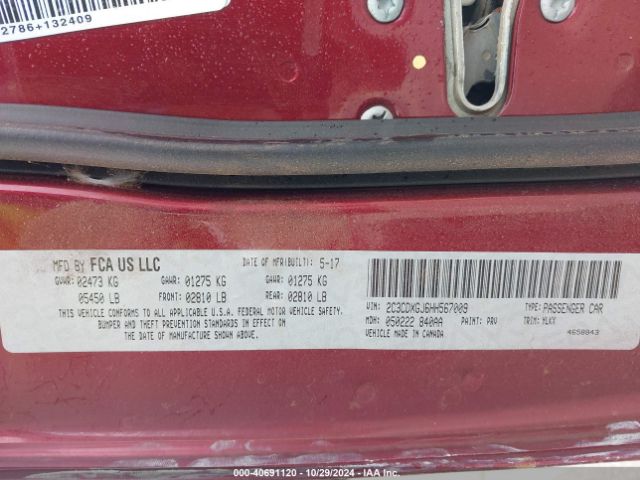 2786+132409
MFD BY FCA US LLC
DATE OF MFR(BUILT): 5-17
GVWR: 02473 KG GAWR: 01275 KG GAWR: 01275 KG
05450 LB FRONT: 02810 LB REAR: 02810 LB
THIS VEHICLE CONFORMS TO ALL APPLICABLE U.S.A. FEDERAL MOTOR VEHICLE SAFETY,
BUMPER AND THEFT PREVENTION STANDARDS IN EFFECT ON
THE DATE OF MANUFACTURE SHOWN ABOVE.
VIN: 2C3CDXGJ6HH567009 TYPE: PASSENGER CAR
MDH: 050222 840AA PAINT: PRV TRIM: HLXX
VEHICLE MADE IN CANADA 4658843
000-40691120 - 10/29/2024 - IAA Inc.